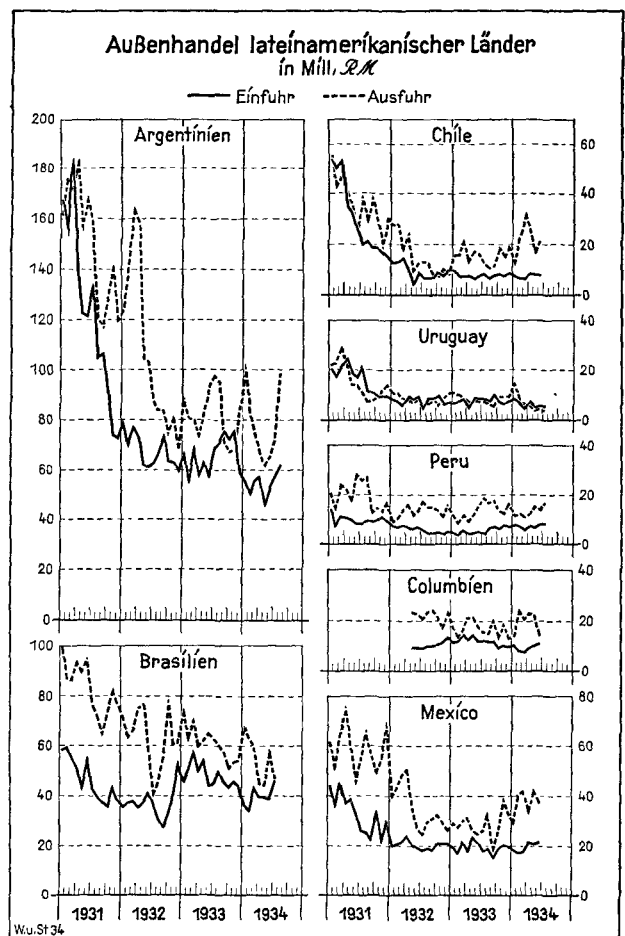 Außenhandel lateinamerikanischer Länder
in Mill. RM
Einfuhr Ausfuhr
Argentinien
200
180
160
140
120
100
80
60
40
20
0
Chile
60
40
20
0
Uruguay
40
20
0
Peru
40
20
0
Columbien
40
20
0
Brasilien
100
80
60
40
20
0
1931 1932 1933 1934
Mexico
80
60
40
20
0
1931 1932 1933 1934
W.u.St 34